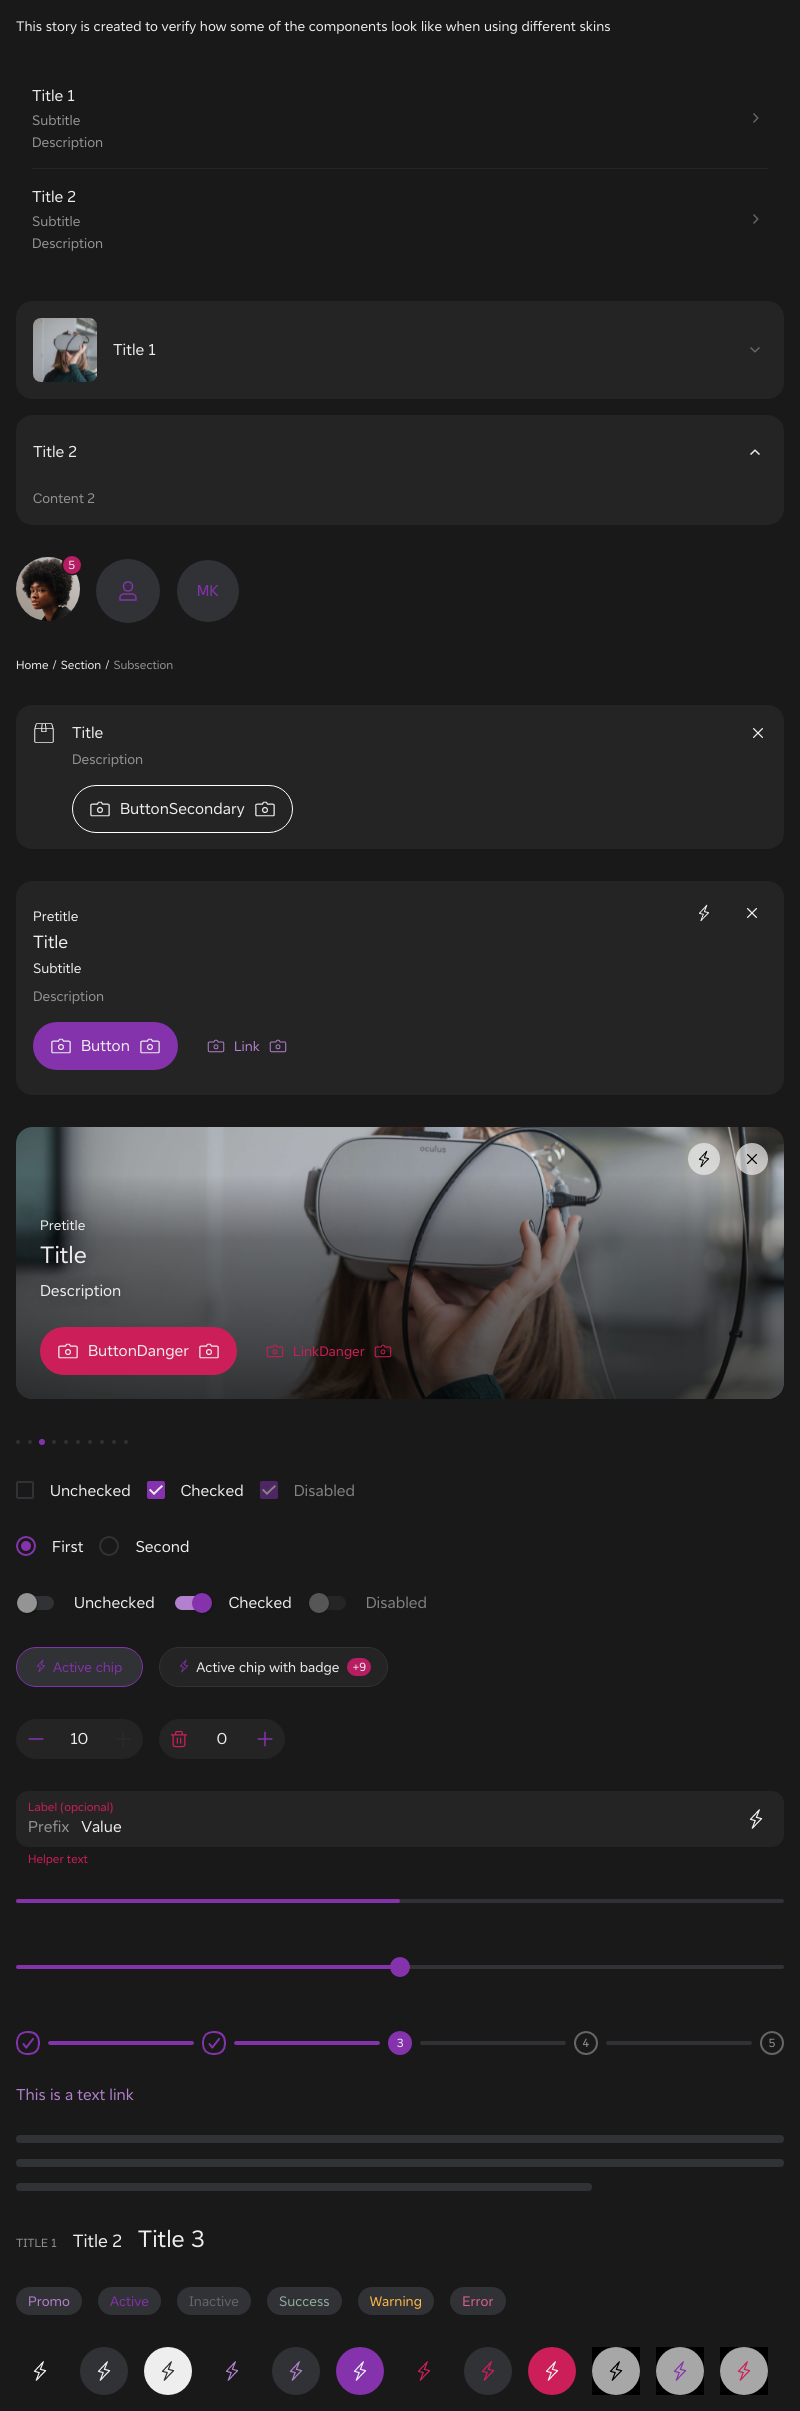 This story is created to verify how some of the components look like when using different skins
Title 1
Subtitle
Description
Title 2
Subtitle
Description
Title 1
Title 2
Content 2
5
MK
Home / Section / Subsection
Title
Description
ButtonSecondary
Pretitle
Title
Subtitle
Description
Button Link
oculus
Pretitle
Title
Description
ButtonDanger LinkDanger
Unchecked Checked Disabled
First Second
Unchecked Checked Disabled
Active chip Active chip with badge +9
10 0
Label (opcional)
Prefix Value
Helper text
3 4 5
This is a text link
TITLE 1 Title 2 Title 3
Promo Active Inactive Success Warning Error